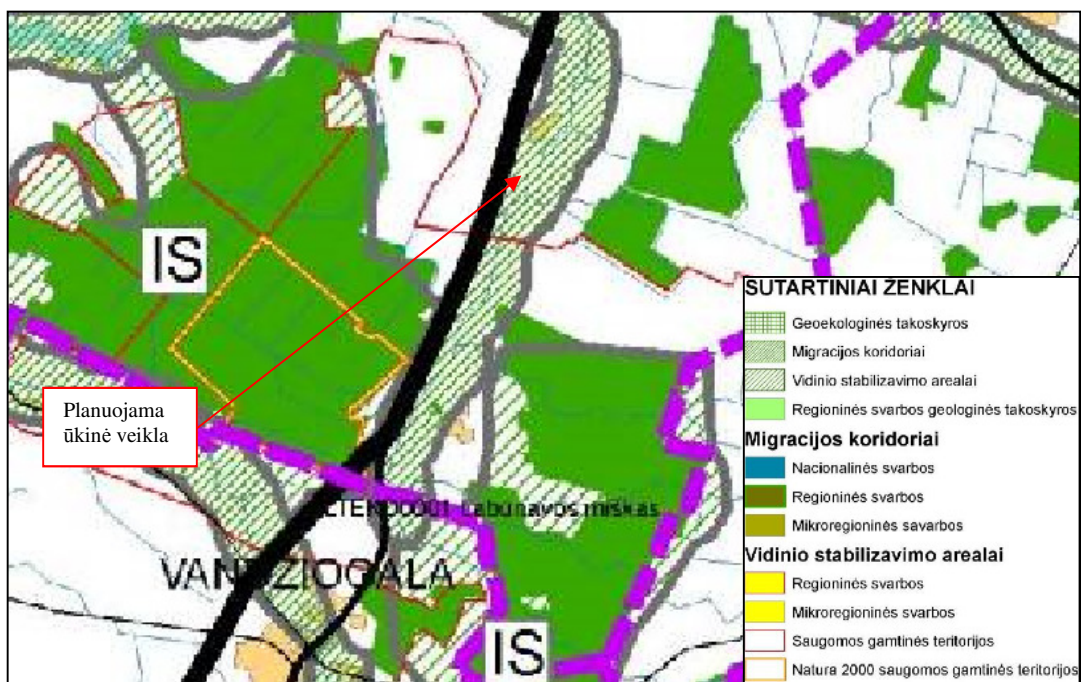 IS
Planuojama
ūkinė veikla
Labūnavos miškas
IS
SUTARTINIAI ŽENKLAI
Geoekologinės takoskyros
Migracijos koridoriai
Vidinio stabilizavimo arealai
Regioninės svarbos geologinės takoskyros
Migracijos koridoriai
Nacionalinės svarbos
Regioninės svarbos
Mikroregioninės savarbos
Vidinio stabilizavimo arealai
Regioninės svarbos
Mikroregioninės svarbos
Saugomos gamtinės teritorijos
Natura 2000 saugomos gamtinės teritorijos